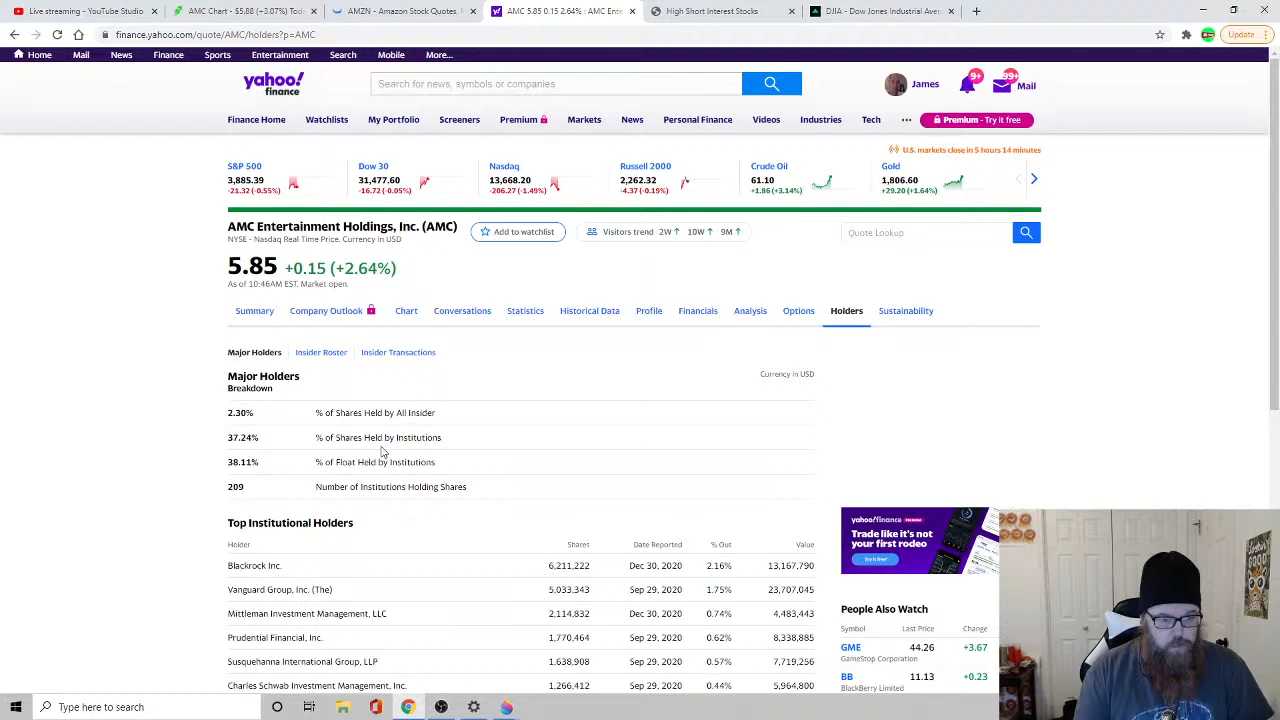 Live streaming - YouTube
AMC Chart - $5.88 (+3.07%) Toda
AMZN - Amazon Stock Quotes,
AMC 5.85 0.15 2.64% : AMC Ente
High Short Interest Stocks
DJIA - Dow Jones Industrial Aver
finance.yahoo.com/quote/AMC/holders?p=AMC
Update
Home Mail News Finance Sports Entertainment Search Mobile More...
yahoo!
finance
Search for news, symbols or companies
James
9+
99+
Mail
Finance Home Watchlists My Portfolio Screeners Premium Markets News Personal Finance Videos Industries Tech ... Premium - Try it free
U.S. markets close in 5 hours 14 minutes
S&P 500 Dow 30 Nasdaq Russell 2000 Crude Oil Gold
3,885.39 31,477.60 13,668.20 2,262.32 61.10 1,806.60
-21.32 (-0.55%) -16.72 (-0.05%) -206.27 (-1.49%) -4.37 (-0.19%) +1.86 (+3.14%) +29.20 (+1.64%)
AMC Entertainment Holdings, Inc. (AMC)
NYSE - Nasdaq Real Time Price. Currency in USD
Add to watchlist
Visitors trend 2W↑ 10W↑ 9M↑
Quote Lookup
5.85 +0.15 (+2.64%)
As of 10:46AM EST. Market open.
Summary Company Outlook Chart Conversations Statistics Historical Data Profile Financials Analysis Options Holders Sustainability
Major Holders Insider Roster Insider Transactions
Major Holders
Currency in USD
Breakdown
2.30% % of Shares Held by All Insider
37.24% % of Shares Held by Institutions
38.11% % of Float Held by Institutions
209 Number of Institutions Holding Shares
Top Institutional Holders
Holder Shares Date Reported % Out Value
Blackrock Inc. 6,211,222 Dec 30, 2020 2.16% 13,167,790
Vanguard Group, Inc. (The) 5,033,343 Sep 29, 2020 1.75% 23,707,045
Mittleman Investment Management, LLC 2,114,832 Dec 30, 2020 0.74% 4,483,443
Prudential Financial, Inc. 1,770,464 Sep 29, 2020 0.62% 8,338,885
Susquehanna International Group, LLP 1,638,908 Sep 29, 2020 0.57% 7,719,256
Charles Schwab Investment Management, Inc. 1,266,412 Sep 29, 2020 0.44% 5,964,800
yahoo!finance PREMIUM
Trade like it's not
your first rodeo
Try it free*
People Also Watch
Symbol Last Price Change
GME 44.26 +3.67
GameStop Corporation
BB 11.13 +0.23
BlackBerry Limited
Type here to search